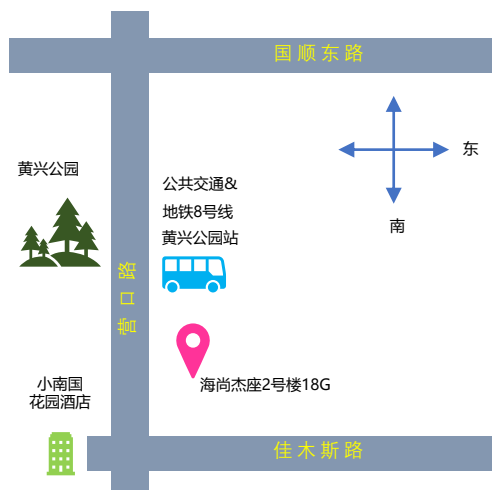 国顺东路
东
南
黄兴公园
公共交通&
地铁8号线
黄兴公园站
营口路
海尚杰座2号楼18G
小南国
花园酒店
佳木斯路